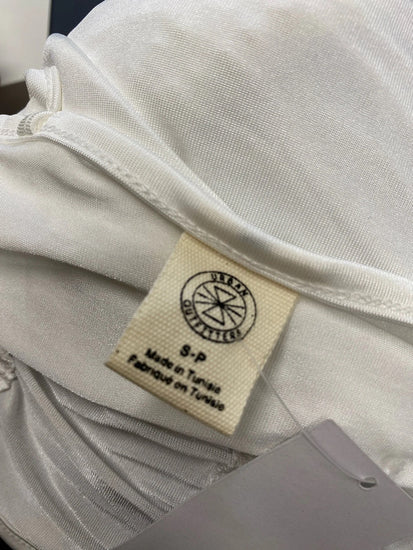 URBAN
OUTFITTERS
S-P
Made in Tunisia
Fabriqué en Tunisie